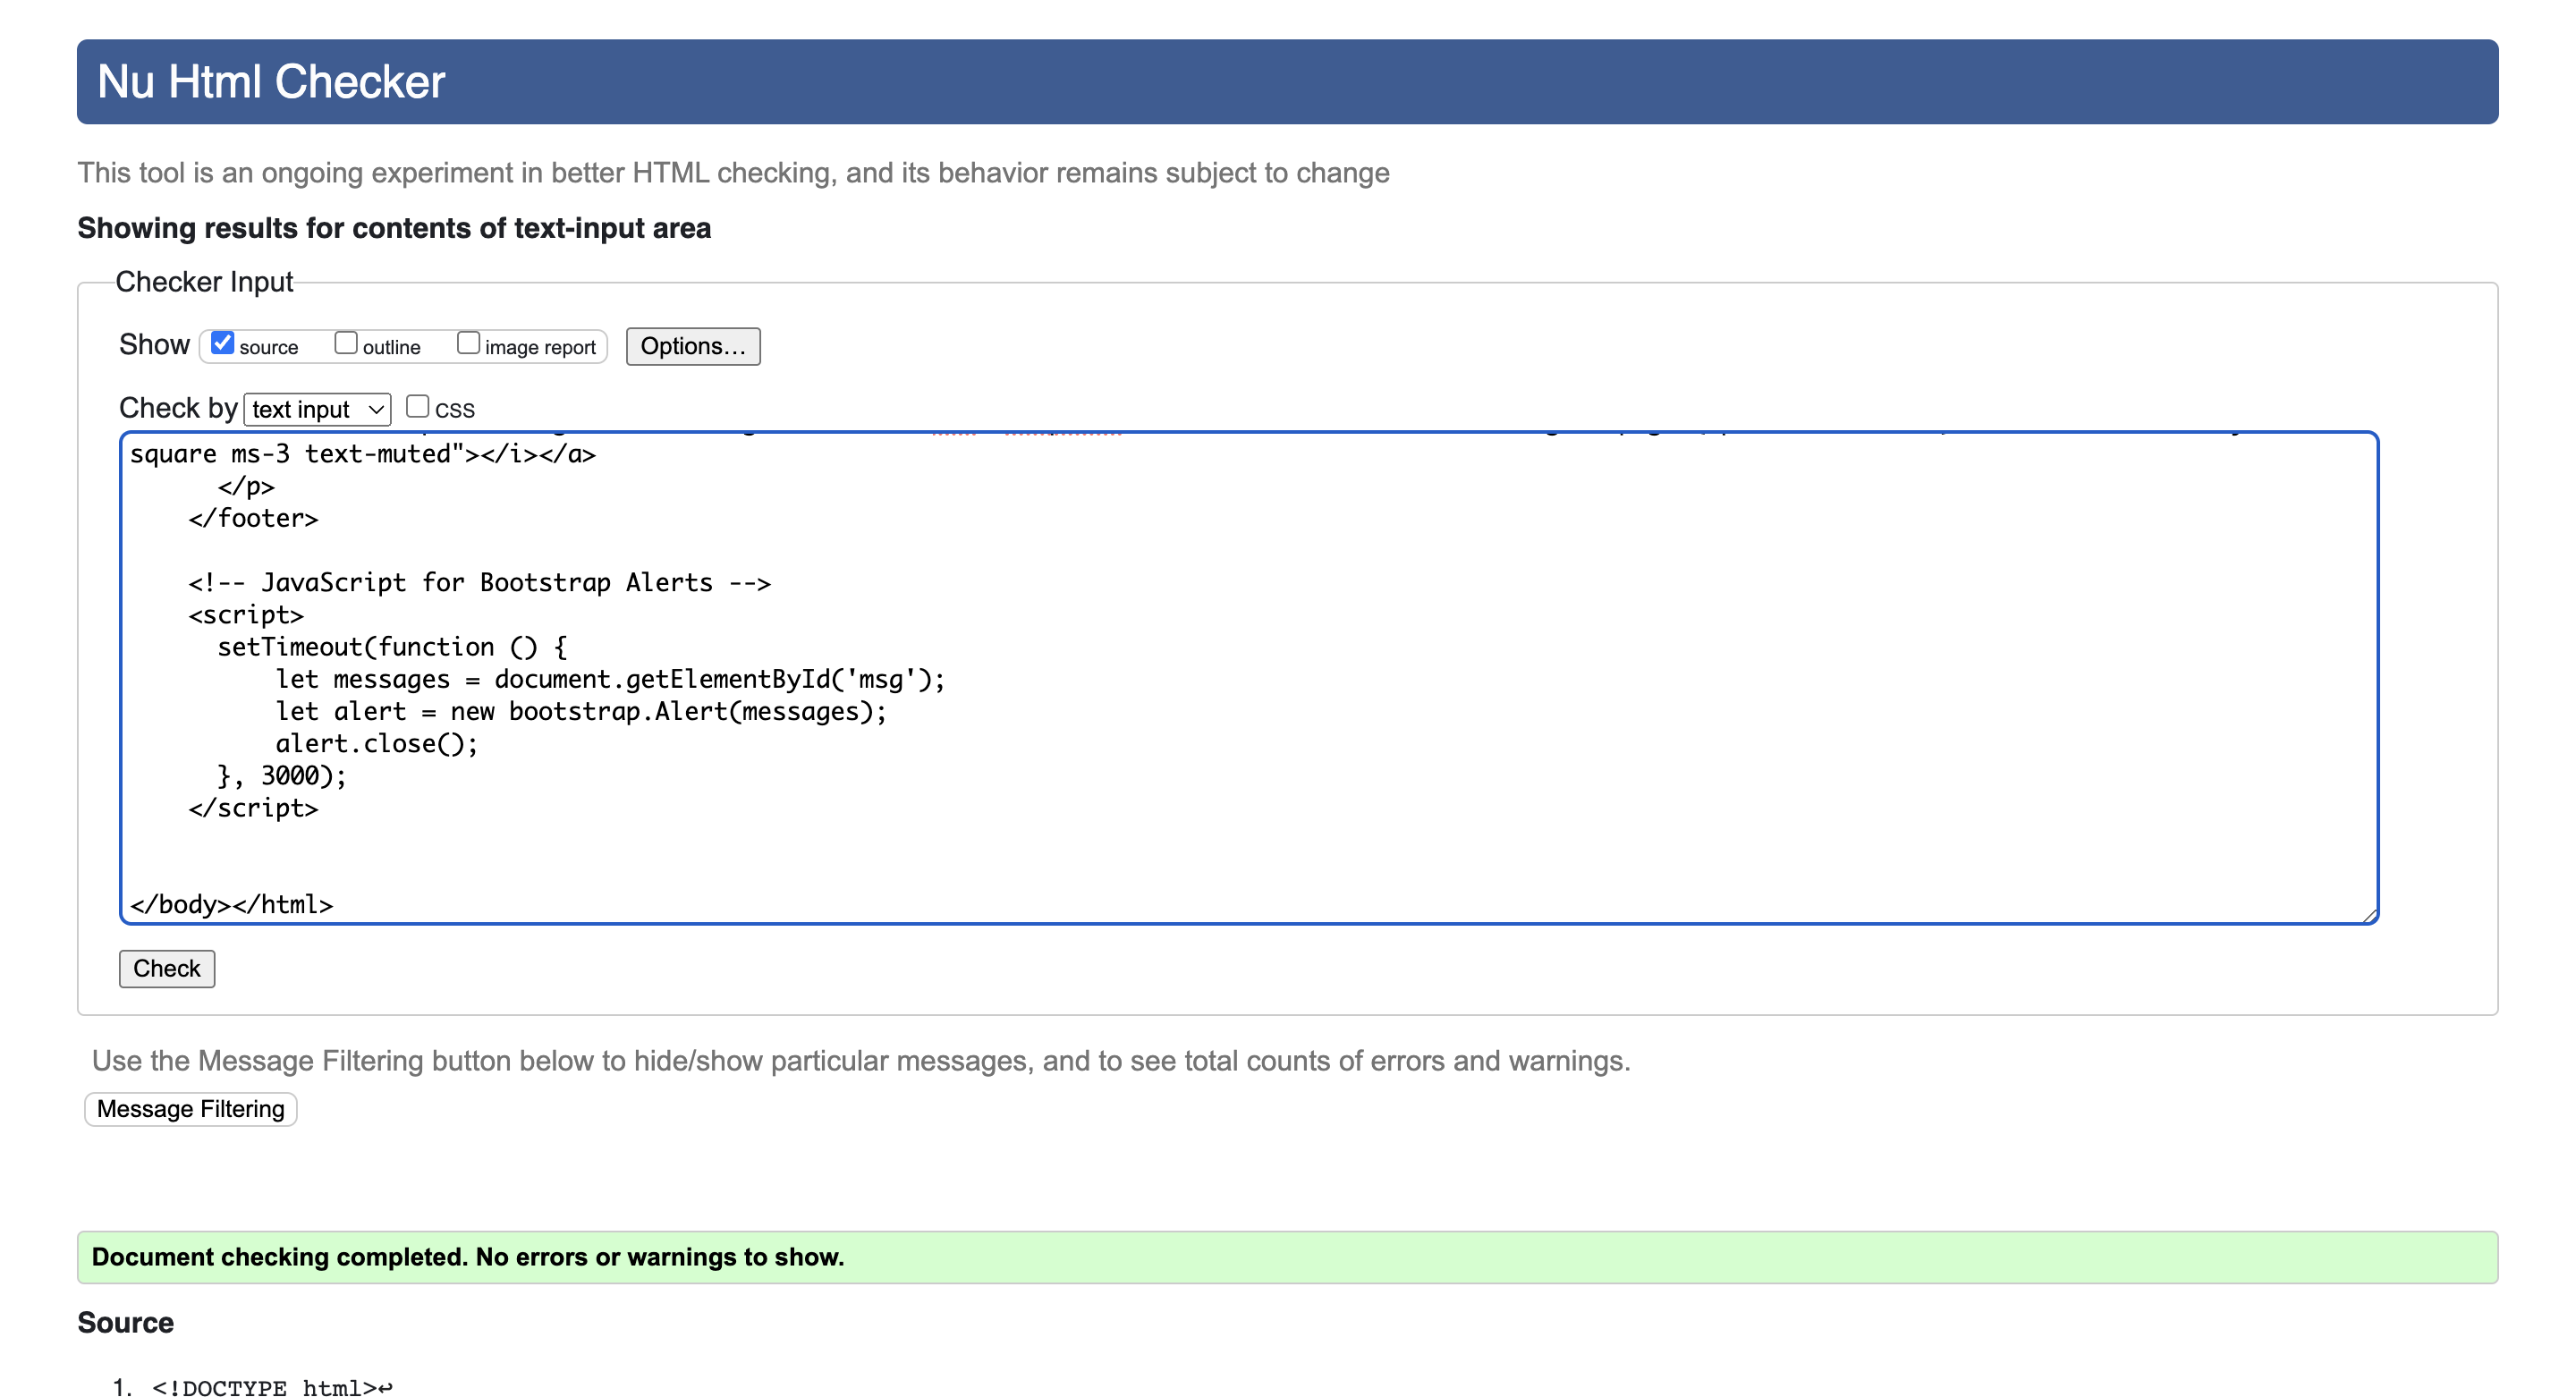 Nu Html Checker
This tool is an ongoing experiment in better HTML checking, and its behavior remains subject to change
Showing results for contents of text-input area
Checker Input
Show source outline image report Options...
Check by text input CSS
square ms-3 text-muted"></i></a>
</p>
</footer>
<!-- JavaScript for Bootstrap Alerts -->
<script>
setTimeout(function () {
let messages = document.getElementById('msg');
let alert = new bootstrap.Alert(messages);
alert.close();
}, 3000);
</script>
</body></html>
Check
Use the Message Filtering button below to hide/show particular messages, and to see total counts of errors and warnings.
Message Filtering
Document checking completed. No errors or warnings to show.
Source
1. <!DOCTYPE html>↩